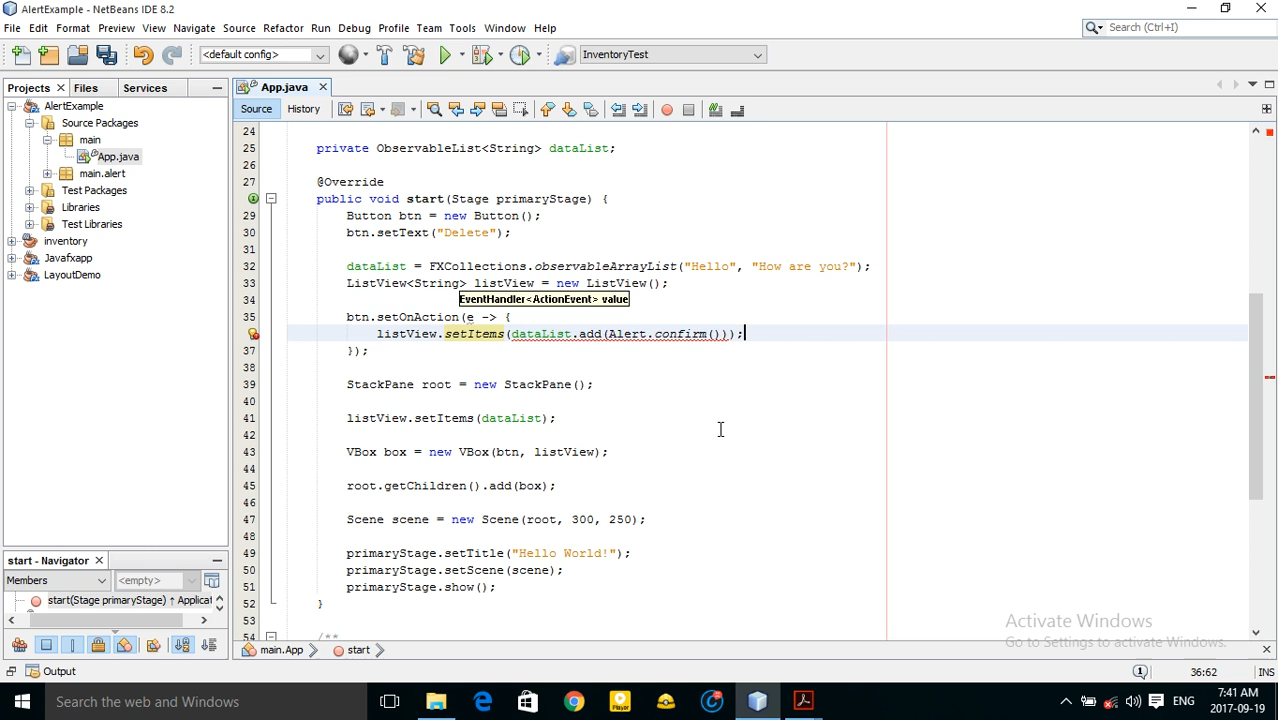 AlertExample - NetBeans IDE 8.2
File Edit Format Preview View Navigate Source Refactor Run Debug Profile Team Tools Window Help
Search (Ctrl+I)
<default config>
InventoryTest
Projects Files Services
App.java
AlertExample
Source Packages
main
App.java
main.alert
Test Packages
Libraries
Test Libraries
inventory
Javafxapp
LayoutDemo
Source History
24
25 private ObservableList<String> dataList;
26
27 @Override
public void start(Stage primaryStage) {
29 Button btn = new Button();
30 btn.setText("Delete");
31
32 dataList = FXCollections.observableArrayList("Hello", "How are you?");
33 ListView<String> listView = new ListView();
34 EventHandler<ActionEvent> value
35 btn.setOnAction(e -> {
listView.setItems(dataList.add(Alert.confirm()));
37 });
38
39 StackPane root = new StackPane();
40
41 listView.setItems(dataList);
42
43 VBox box = new VBox(btn, listView);
44
45 root.getChildren().add(box);
46
47 Scene scene = new Scene(root, 300, 250);
48
49 primaryStage.setTitle("Hello World!");
50 primaryStage.setScene(scene);
51 primaryStage.show();
52 }
53
54 /**
start - Navigator
Members <empty>
start(Stage primaryStage) ↑ Applicat
main.App start
Activate Windows
Go to Settings to activate Windows.
Output
36:62 INS
Search the web and Windows
Player
ENG
7:41 AM
2017-09-19